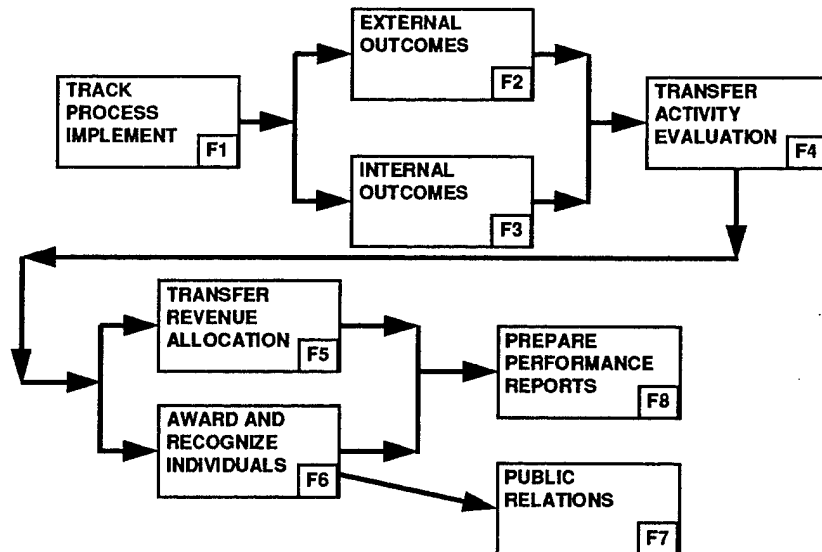 EXTERNAL
OUTCOMES
F2
TRACK
PROCESS
IMPLEMENT
F1
TRANSFER
ACTIVITY
EVALUATION
F4
INTERNAL
OUTCOMES
F3
TRANSFER
REVENUE
ALLOCATION
F5
PREPARE
PERFORMANCE
REPORTS
F8
AWARD AND
RECOGNIZE
INDIVIDUALS
F6
PUBLIC
RELATIONS
F7